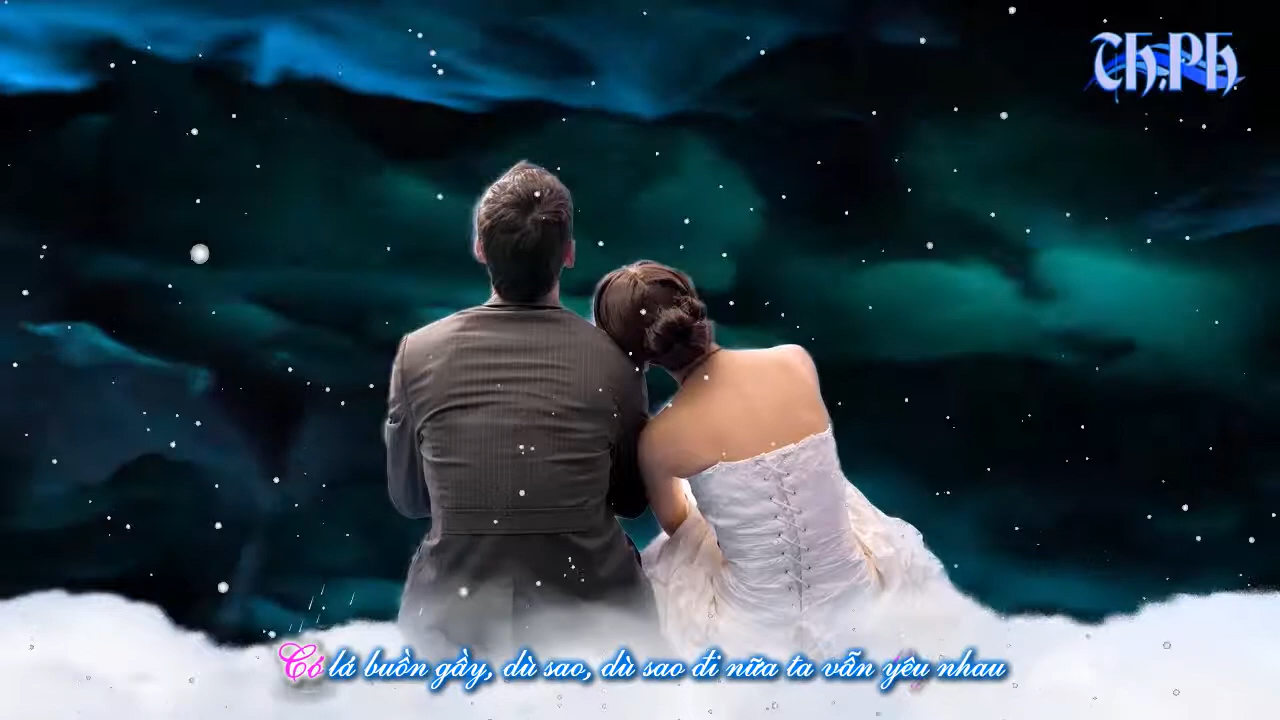 Th.Ph
Có lá buồn gầy, dù sao, dù sao đi nữa ta vẫn yêu nhau